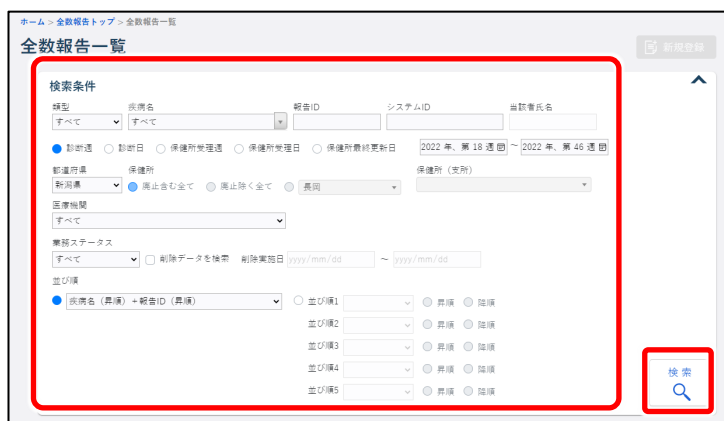 ホーム > 全数報告トップ > 全数報告一覧
全数報告一覧
新規登録
検索条件
類型 疾病名 報告ID システムID 当該者氏名
すべて すべて
診断週 診断日 保健所受理週 保健所受理日 保健所最終更新日 2022 年、第 18 週 ~ 2022 年、第 46 週
都道府県 保健所 保健所（支所）
新潟県 廃止含む全て 廃止除く全て 長岡
医療機関
すべて
業務ステータス
すべて 削除データを検索 削除実施日 yyyy/mm/dd ~ yyyy/mm/dd
並び順
疾病名（昇順）+報告ID（昇順） 並び順1 昇順 降順
並び順2 昇順 降順
並び順3 昇順 降順
並び順4 昇順 降順
並び順5 昇順 降順
検索